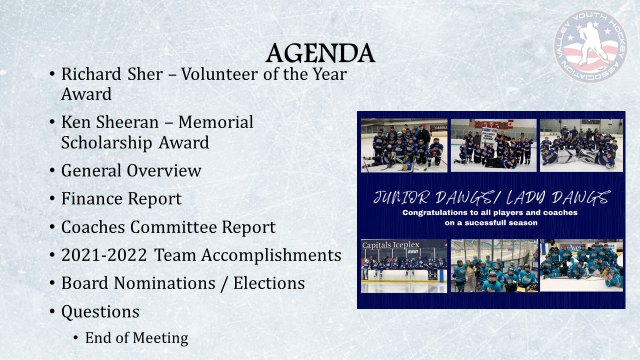 AGENDA
• Richard Sher – Volunteer of the Year
Award
• Ken Sheeran – Memorial
Scholarship Award
• General Overview
• Finance Report
• Coaches Committee Report
• 2021-2022 Team Accomplishments
• Board Nominations / Elections
• Questions
• End of Meeting
VALLEY YOUTH HOCKEY ASSOCIATION
JUNIOR DAWGS/ LADY DAWGS
Congratulations to all players and coaches
on a sucessfull season
Capitals Iceplex